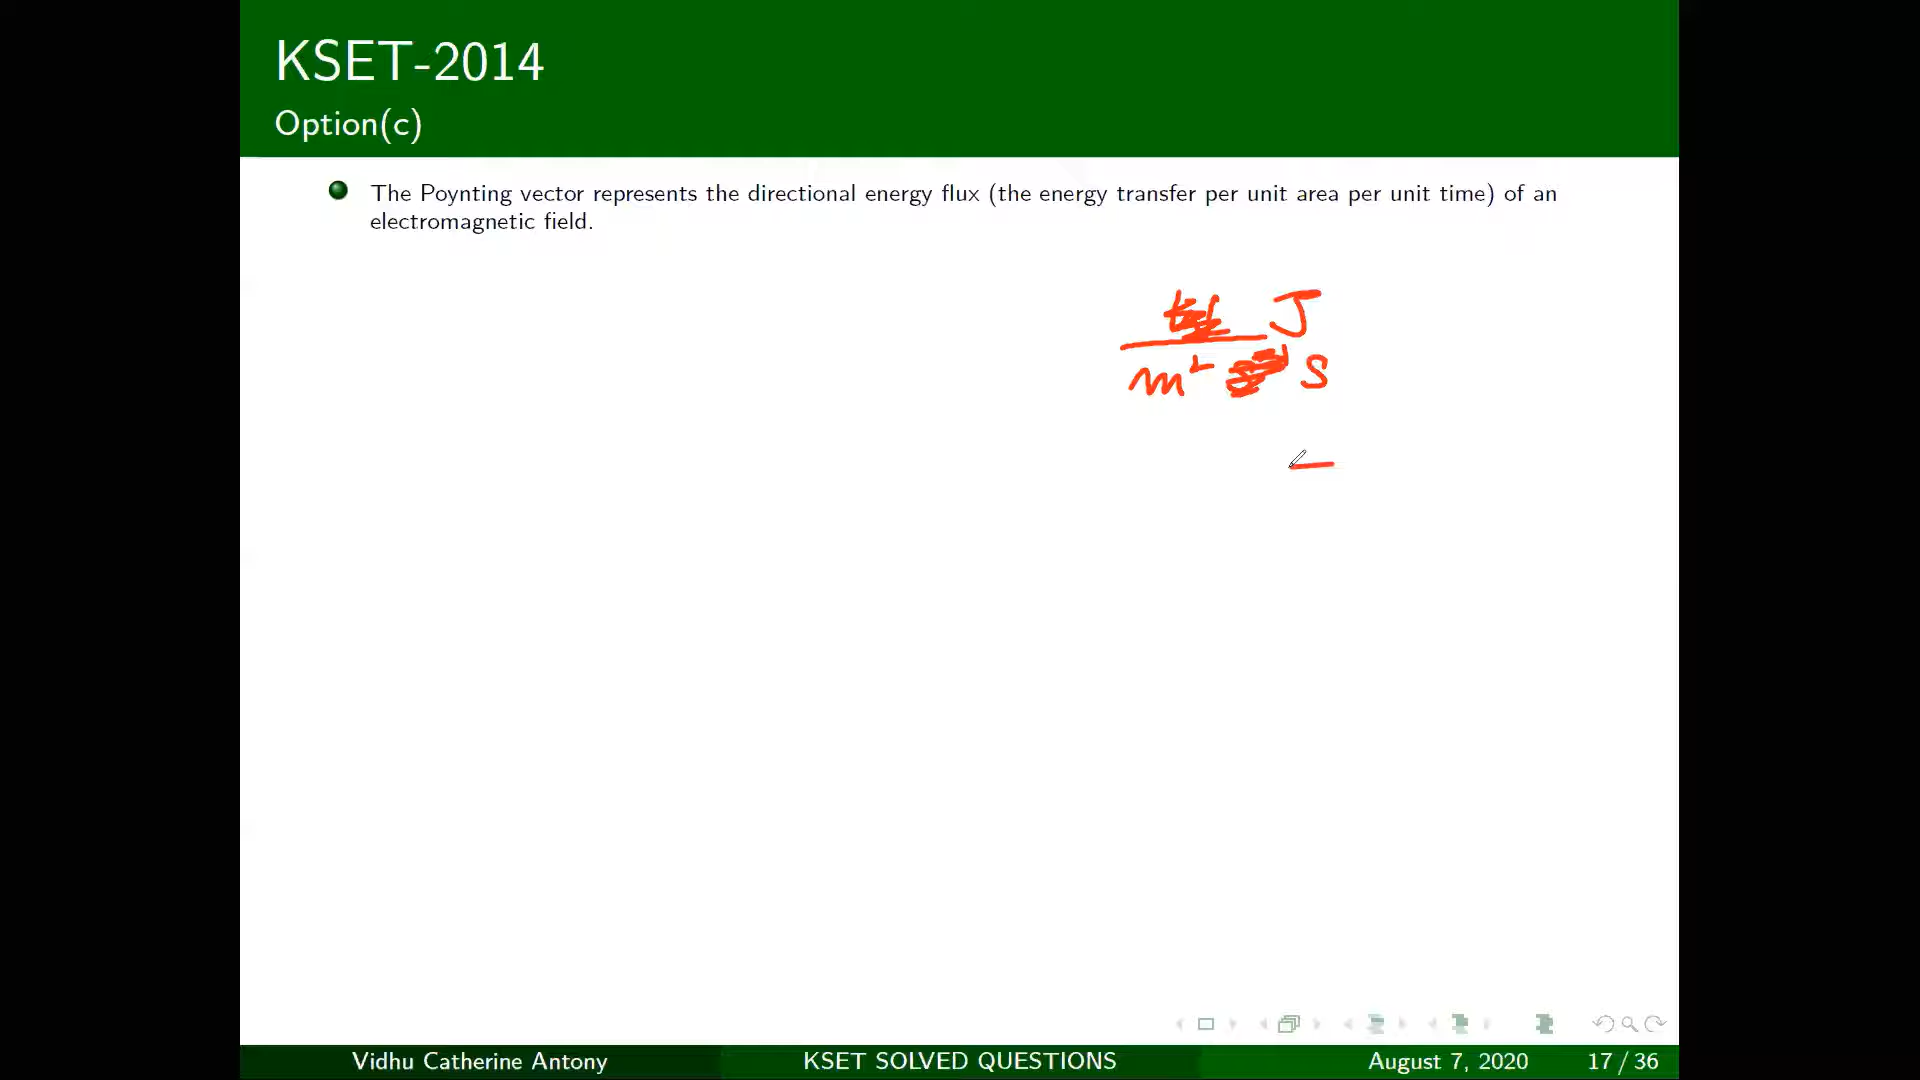 KSET-2014
Option(c)
The Poynting vector represents the directional energy flux (the energy transfer per unit area per unit time) of an
electromagnetic field.
J
m² s
Vidhu Catherine Antony KSET SOLVED QUESTIONS August 7, 2020 17 / 36